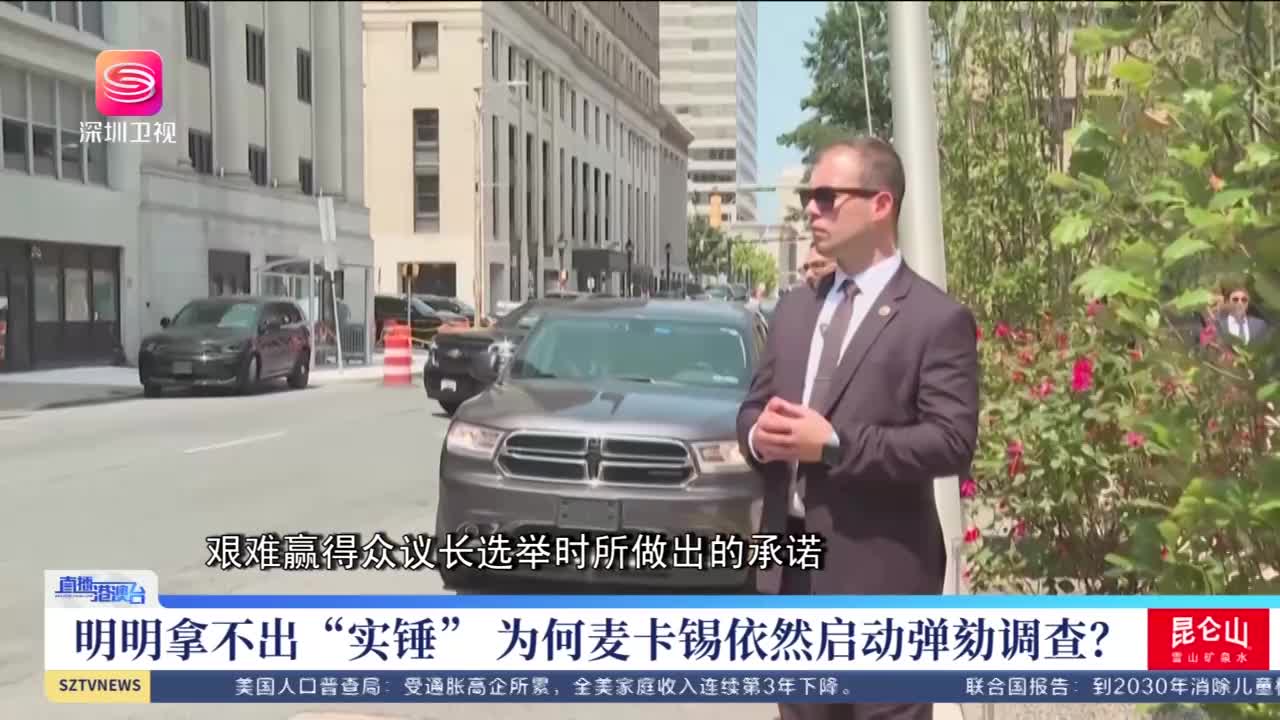 深圳卫视
艰难赢得众议长选举时所做出的承诺
直播
港澳台
明明拿不出“实锤” 为何麦卡锡依然启动弹劾调查?
昆仑山
雪山矿泉水
SZTVNEWS
美国人口普查局：受通胀高企所累，全美家庭收入连续第3年下降。
联合国报告：到2030年消除儿童